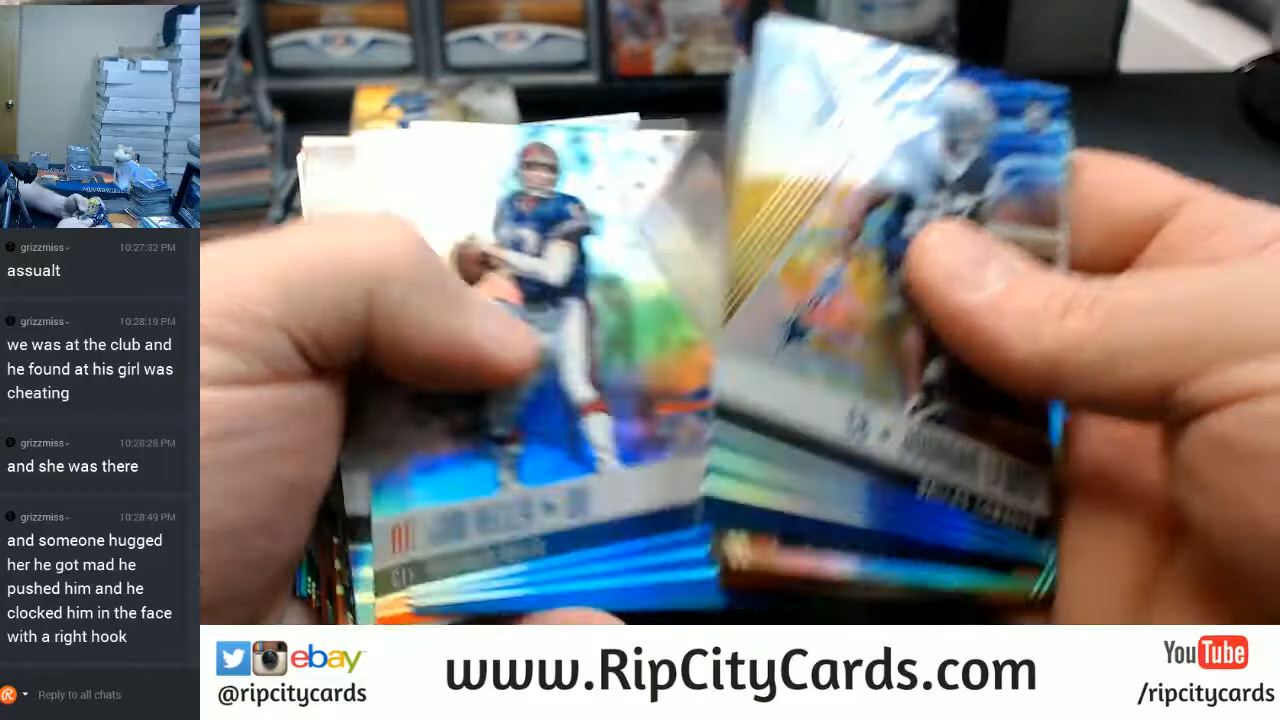 grizzmiss- 10:27:32 PM
assualt
grizzmiss- 10:28:19 PM
we was at the club and
he found at his girl was
cheating
grizzmiss- 10:28:28 PM
and she was there
grizzmiss- 10:28:49 PM
and someone hugged
her he got mad he
pushed him and he
clocked him in the face
with a right hook
Reply to all chats
ebay
@ripcitycards
www.RipCityCards.com
YouTube
/ripcitycards